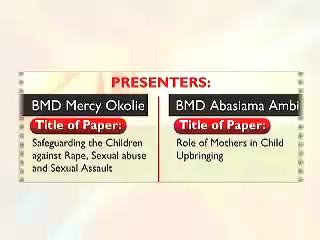 PRESENTERS:
BMD Mercy Okolie
Title of Paper:
Safeguarding the Children
against Rape, Sexual abuse
and Sexual Assault
BMD Abasiama Ambi
Title of Paper:
Role of Mothers in Child
Upbringing